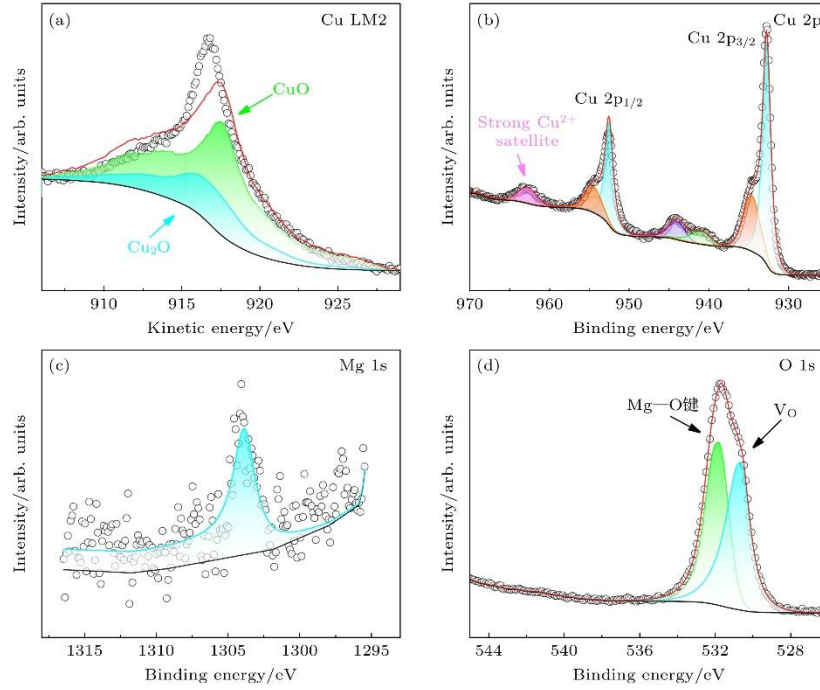 (a)
Cu LM2
CuO
Cu₂O
Intensity/arb. units
910
915
920
925
Kinetic energy/eV
(b)
Cu 2p
Cu 2p₃/₂
Cu 2p₁/₂
Strong Cu²⁺
satellite
Intensity/arb. units
970
960
950
940
930
Binding energy/eV
(c)
Mg 1s
Intensity/arb. units
1315
1310
1305
1300
1295
Binding energy/eV
(d)
O 1s
Mg—O键
V_O
Intensity/arb. units
544
540
536
532
528
Binding energy/eV